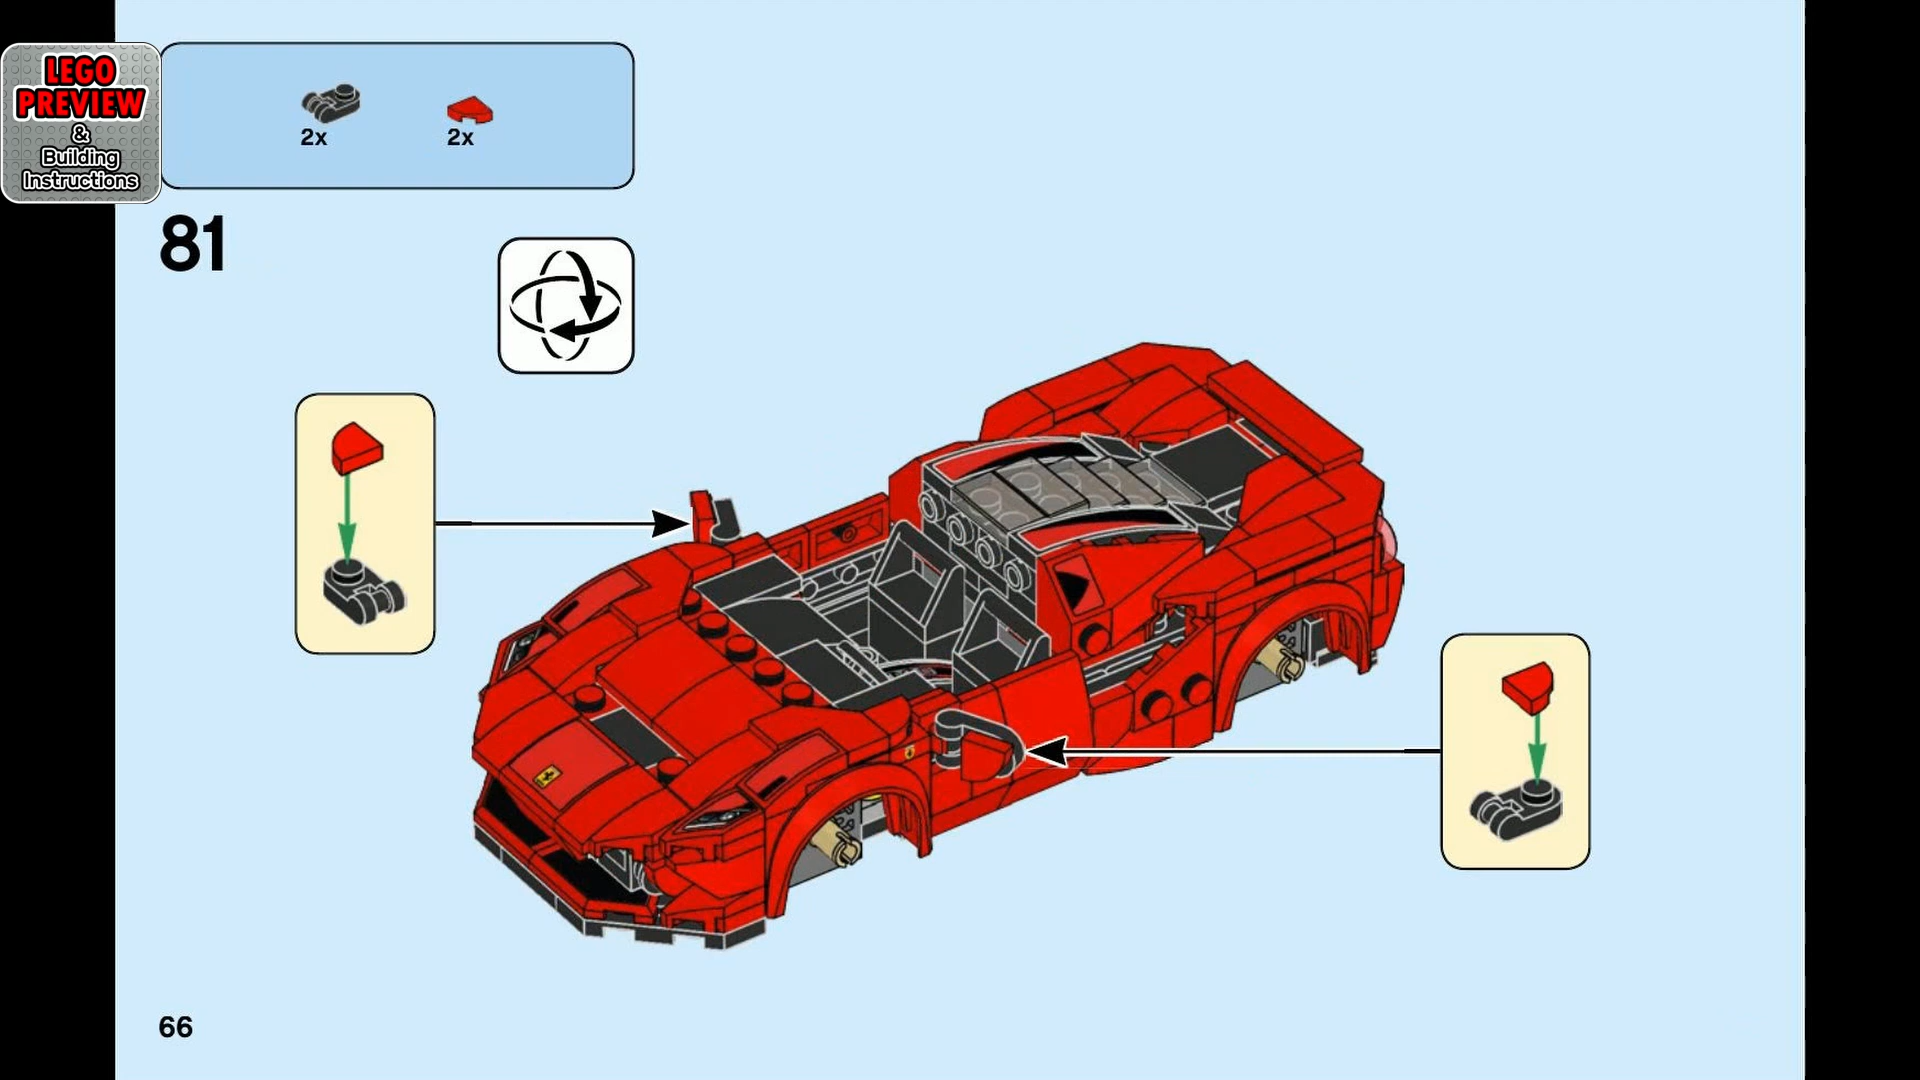 LEGO
PREVIEW
&
Building
Instructions
2x
2x
81
66